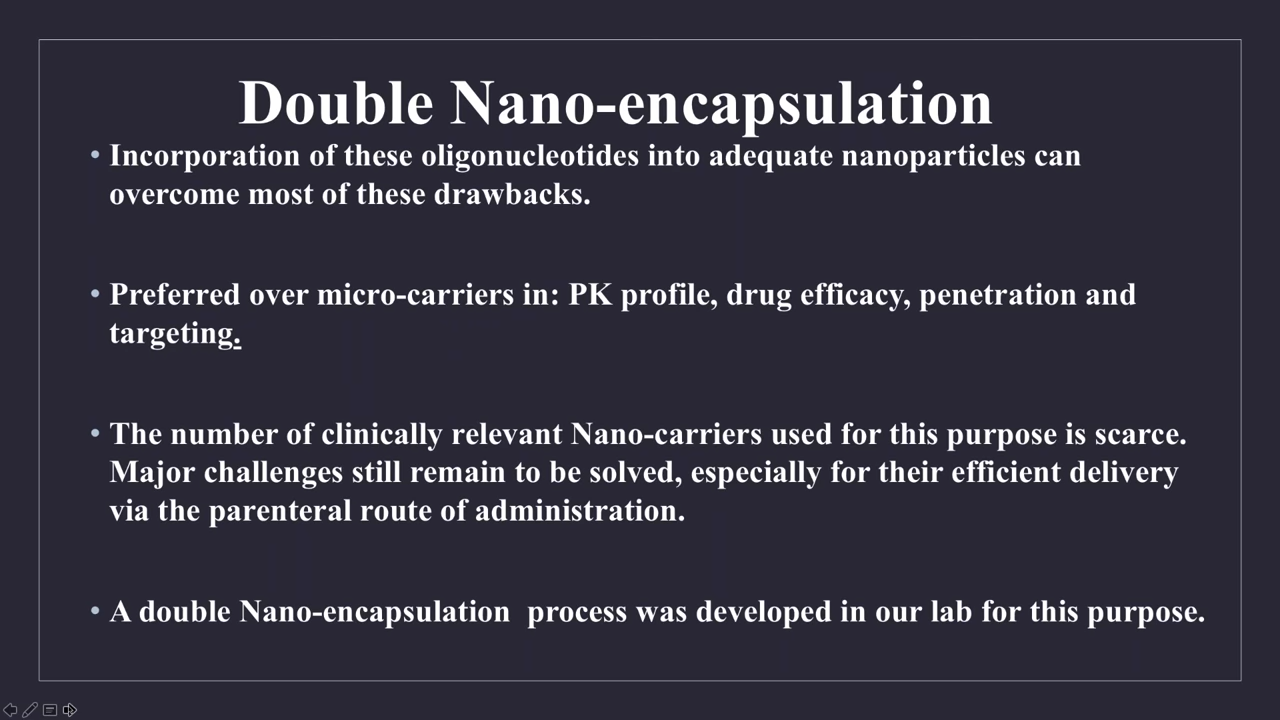 Double Nano-encapsulation
• Incorporation of these oligonucleotides into adequate nanoparticles can
overcome most of these drawbacks.
• Preferred over micro-carriers in: PK profile, drug efficacy, penetration and
targeting.
• The number of clinically relevant Nano-carriers used for this purpose is scarce.
Major challenges still remain to be solved, especially for their efficient delivery
via the parenteral route of administration.
• A double Nano-encapsulation  process was developed in our lab for this purpose.